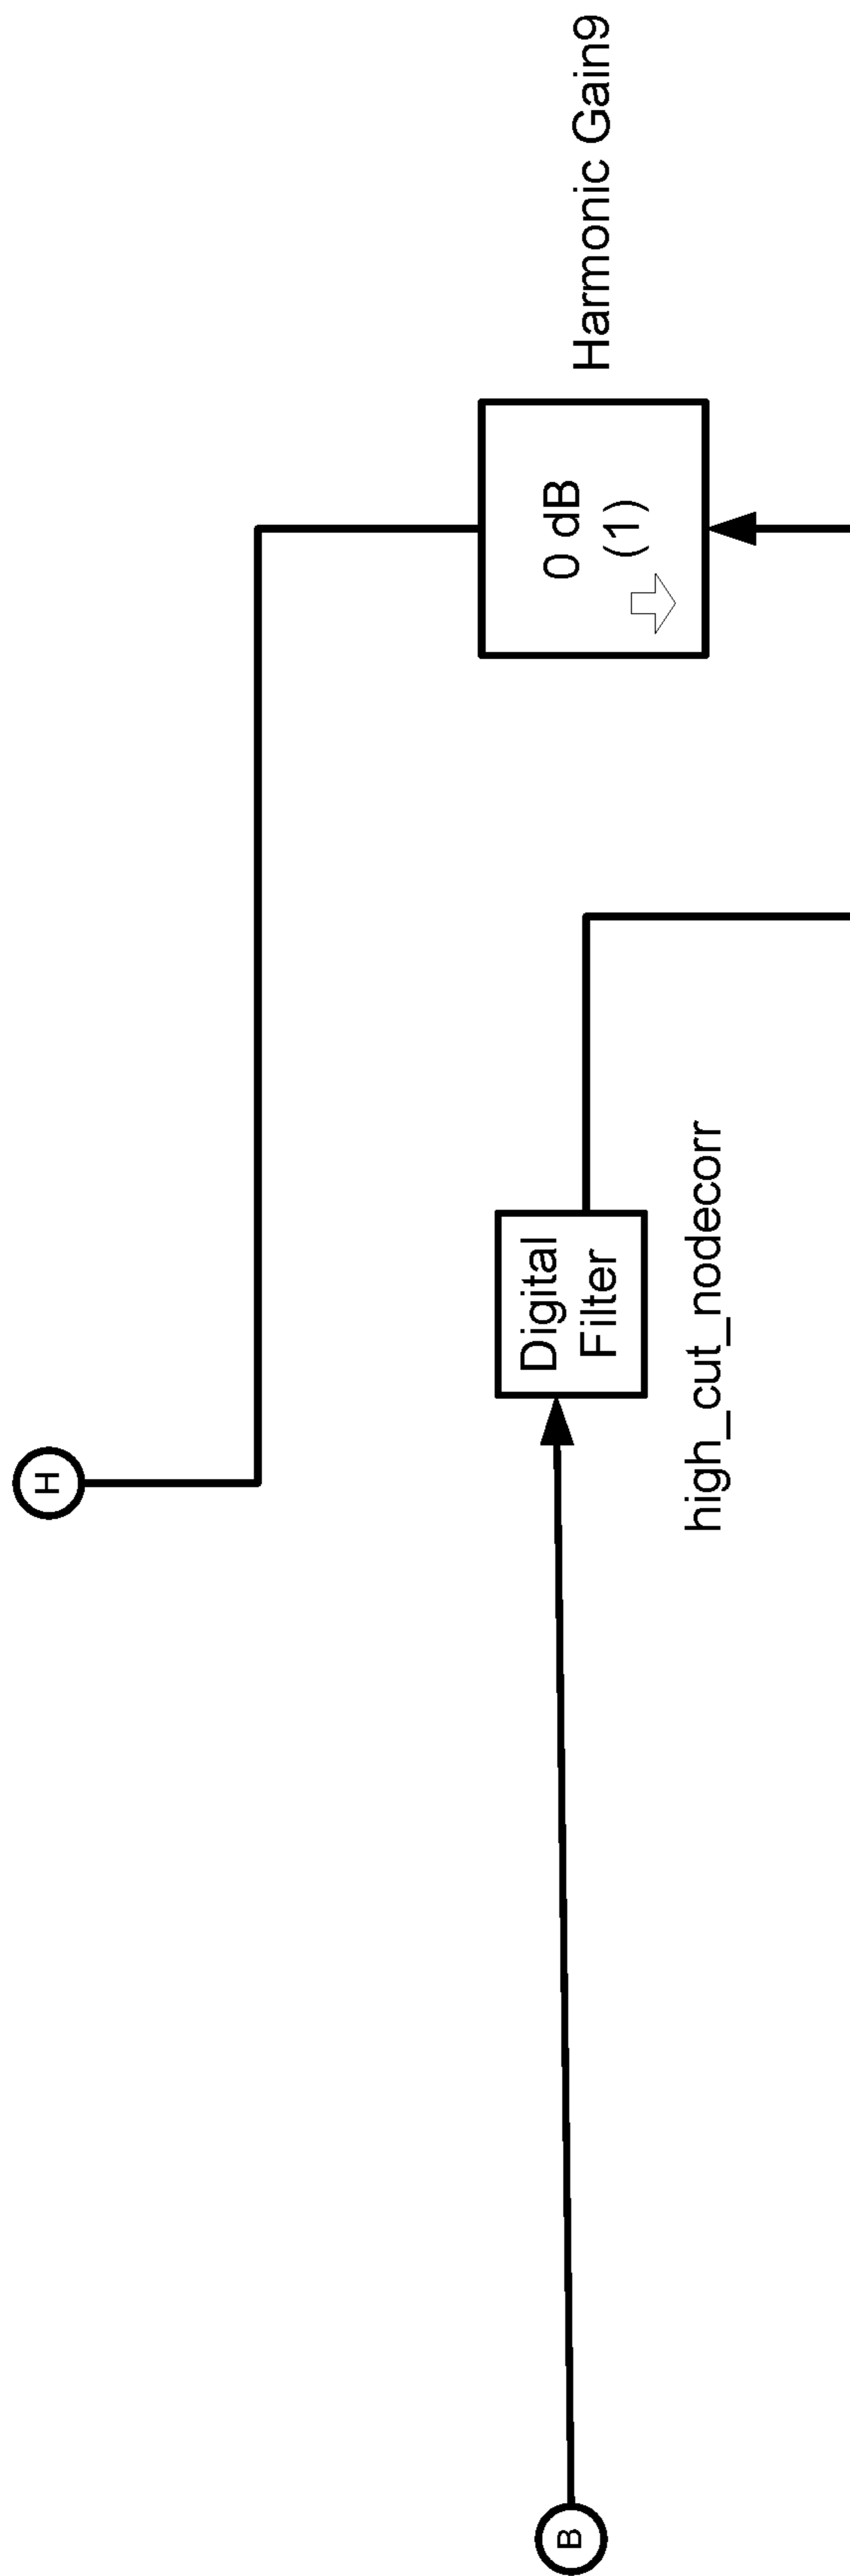 H
0 dB
(1)
Harmonic Gain9
B
Digital
Filter
high_cut_nodecorr